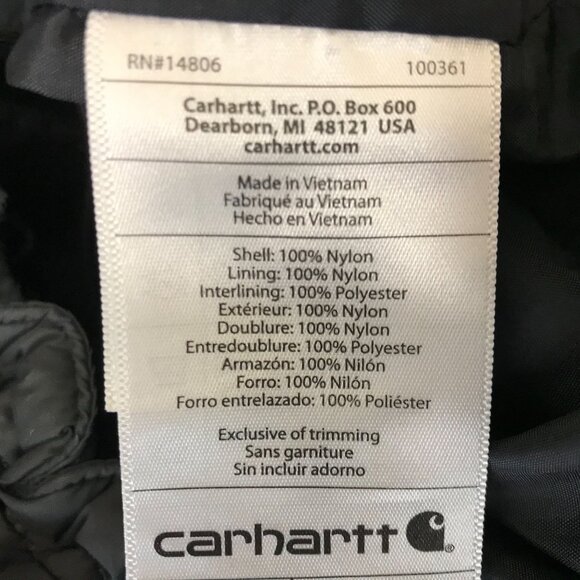 RN#14806 100361
Carhartt, Inc. P.O. Box 600
Dearborn, MI 48121 USA
carhartt.com
Made in Vietnam
Fabriqué au Vietnam
Hecho en Vietnam
Shell: 100% Nylon
Lining: 100% Nylon
Interlining: 100% Polyester
Extérieur: 100% Nylon
Doublure: 100% Nylon
Entredoublure: 100% Polyester
Armazón: 100% Nilón
Forro: 100% Nilón
Forro entrelazado: 100% Poliéster
Exclusive of trimming
Sans garniture
Sin incluir adorno
carhartt ®